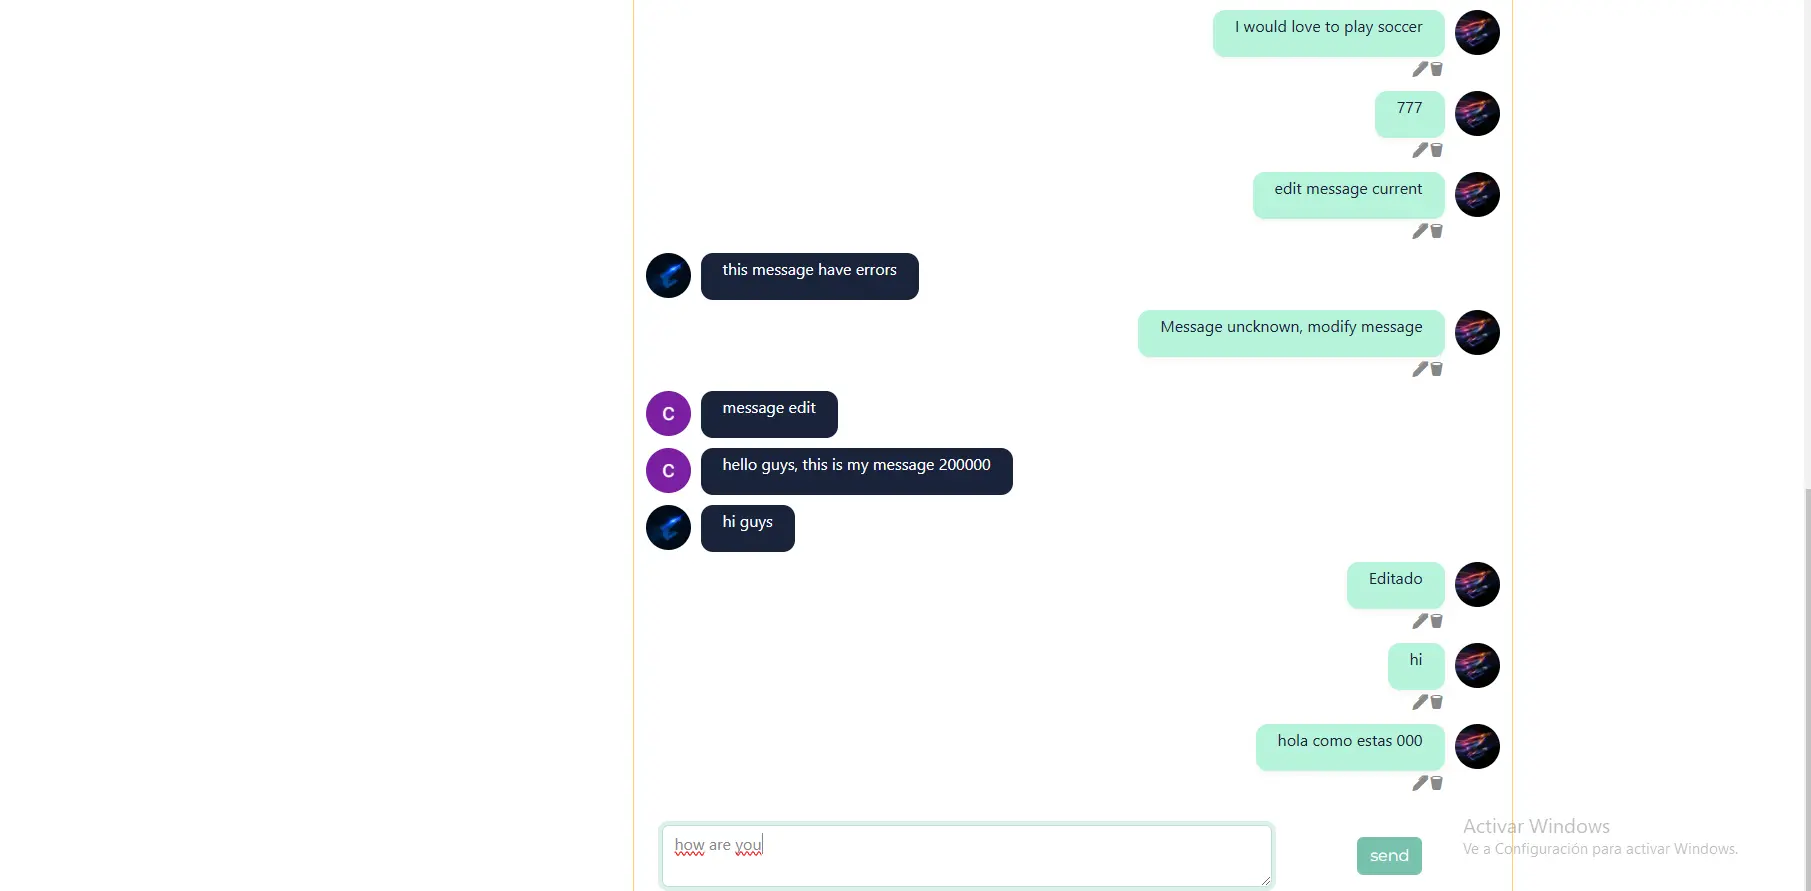 I would love to play soccer
777
edit message current
this message have errors
Message uncknown, modify message
C
message edit
C
hello guys, this is my message 200000
hi guys
Editado
hi
hola como estas 000
how are you
send
Activar Windows
Ve a Configuración para activar Windows.